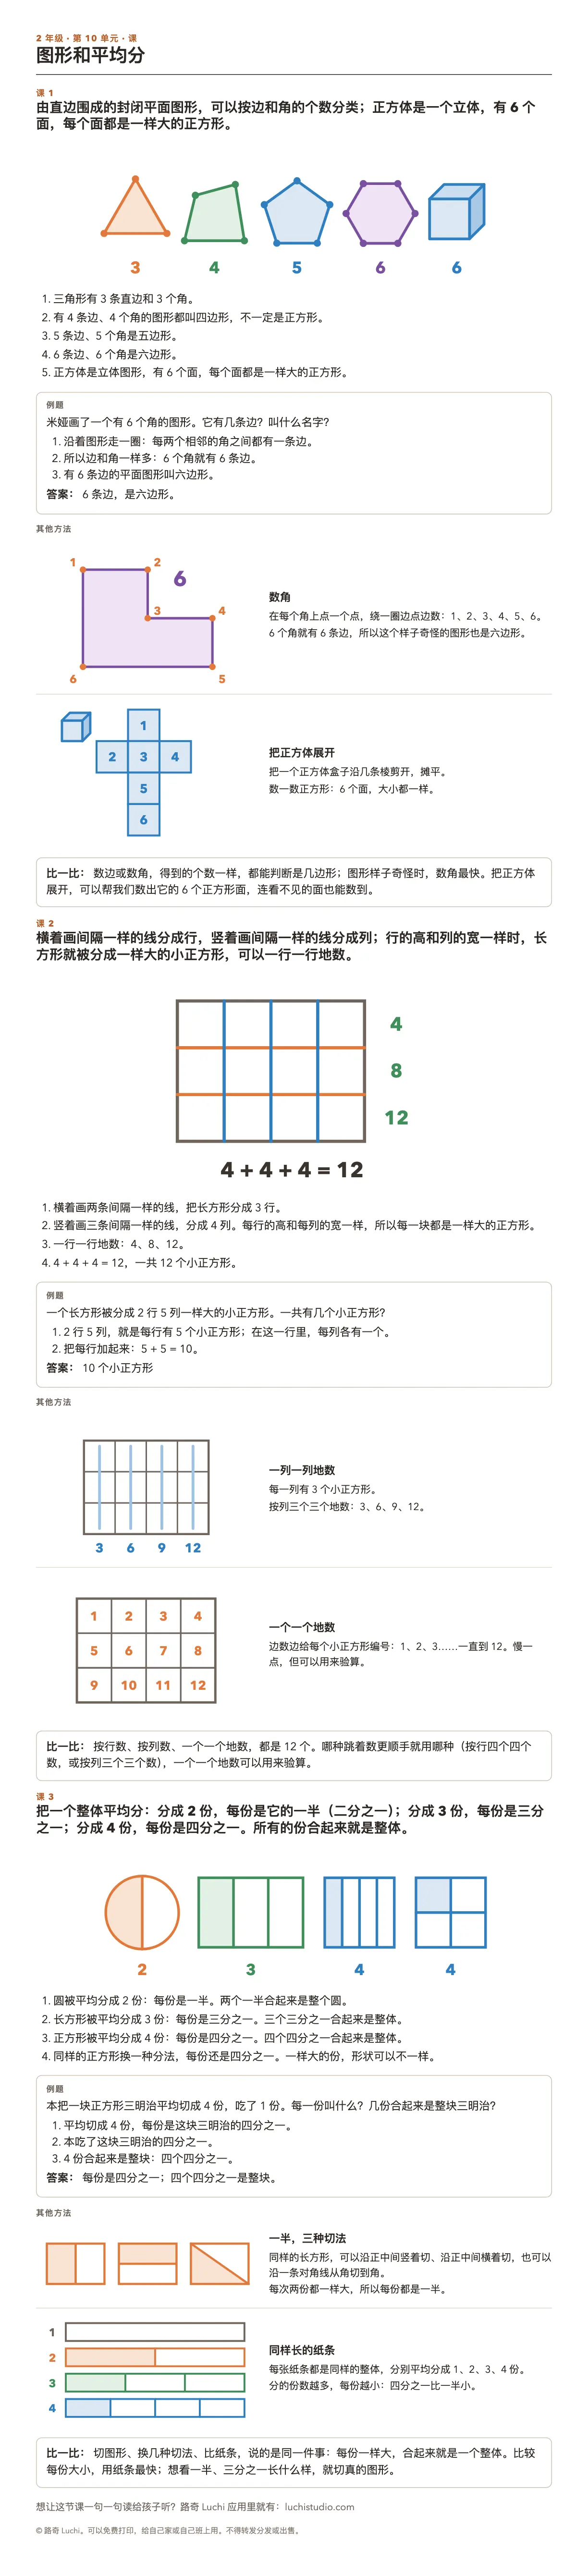 2 年级 · 第 10 单元 · 课
图形和平均分
课 1
由直边围成的封闭平面图形，可以按边和角的个数分类；正方体是一个立体，有 6 个
面，每个面都是一样大的正方形。
3 4 5 6 6
1. 三角形有 3 条直边和 3 个角。
2. 有 4 条边、4 个角的图形都叫四边形，不一定是正方形。
3. 5 条边、5 个角是五边形。
4. 6 条边、6 个角是六边形。
5. 正方体是立体图形，有 6 个面，每个面都是一样大的正方形。
例题
米娅画了一个有 6 个角的图形。它有几条边？叫什么名字？
1. 沿着图形走一圈：每两个相邻的角之间都有一条边。
2. 所以边和角一样多：6 个角就有 6 条边。
3. 有 6 条边的平面图形叫六边形。
答案： 6 条边，是六边形。
其他方法
1 2 6
3 4
6 5
数角
在每个角上点一个点，绕一圈边点边数：1、2、3、4、5、6。
6 个角就有 6 条边，所以这个样子奇怪的图形也是六边形。
1
2 3 4
5
6
把正方体展开
把一个正方体盒子沿几条棱剪开，摊平。
数一数正方形：6 个面，大小都一样。
比一比： 数边或数角，得到的个数一样，都能判断是几边形；图形样子奇怪时，数角最快。把正方体
展开，可以帮我们数出它的 6 个正方形面，连看不见的面也能数到。
课 2
横着画间隔一样的线分成行，竖着画间隔一样的线分成列；行的高和列的宽一样时，长
方形就被分成一样大的小正方形，可以一行一行地数。
4
8
12
4 + 4 + 4 = 12
1. 横着画两条间隔一样的线，把长方形分成 3 行。
2. 竖着画三条间隔一样的线，分成 4 列。每行的高和每列的宽一样，所以每一块都是一样大的正方形。
3. 一行一行地数：4、8、12。
4. 4 + 4 + 4 = 12，一共 12 个小正方形。
例题
一个长方形被分成 2 行 5 列一样大的小正方形。一共有几个小正方形？
1. 2 行 5 列，就是每行有 5 个小正方形；在这一行里，每列各有一个。
2. 把每行加起来：5 + 5 = 10。
答案： 10 个小正方形
其他方法
3 6 9 12
一列一列地数
每一列有 3 个小正方形。
按列三个三个地数：3、6、9、12。
1 2 3 4
5 6 7 8
9 10 11 12
一个一个地数
边数边给每个小正方形编号：1、2、3……一直到 12。慢一
点，但可以用来验算。
比一比： 按行数、按列数、一个一个地数，都是 12 个。哪种跳着数更顺手就用哪种（按行四个四个
数，或按列三个三个数），一个一个地数可以用来验算。
课 3
把一个整体平均分：分成 2 份，每份是它的一半（二分之一）；分成 3 份，每份是三分
之一；分成 4 份，每份是四分之一。所有的份合起来就是整体。
2 3 4 4
1. 圆被平均分成 2 份：每份是一半。两个一半合起来是整个圆。
2. 长方形被平均分成 3 份：每份是三分之一。三个三分之一合起来是整体。
3. 正方形被平均分成 4 份：每份是四分之一。四个四分之一合起来是整体。
4. 同样的正方形换一种分法，每份还是四分之一。一样大的份，形状可以不一样。
例题
本把一块正方形三明治平均切成 4 份，吃了 1 份。每一份叫什么？几份合起来是整块三明治？
1. 平均切成 4 份，每份是这块三明治的四分之一。
2. 本吃了这块三明治的四分之一。
3. 4 份合起来是整块：四个四分之一。
答案： 每份是四分之一；四个四分之一是整块。
其他方法
一半，三种切法
同样的长方形，可以沿正中间竖着切、沿正中间横着切，也可以
沿一条对角线从角切到角。
每次两份都一样大，所以每份都是一半。
1
2
3
4
同样长的纸条
每张纸条都是同样的整体，分别平均分成 1、2、3、4 份。
分的份数越多，每份越小：四分之一比一半小。
比一比： 切图形、换几种切法、比纸条，说的是同一件事：每份一样大，合起来就是一个整体。比较
每份大小，用纸条最快；想看一半、三分之一长什么样，就切真的图形。
想让这节课一句一句读给孩子听？路奇 Luchi 应用里就有：luchistudio.com
© 路奇 Luchi。可以免费打印，给自己家或自己班上用。不得转发分发或出售。